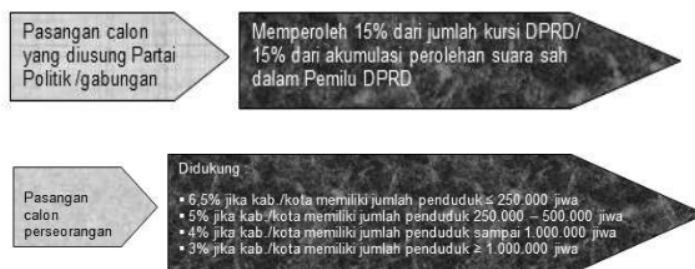 Pasangan calon
yang diusung Partai
Politik/gabungan
Memperoleh 15% dari jumlah kursi DPRD/
15% dari akumulasi perolehan suara sah
dalam Pemilu DPRD
Pasangan
calon
perseorangan
Didukung :
▪ 6,5% jika kab./kota memiliki jumlah penduduk ≤ 250.000 jiwa
▪ 5% jika kab./kota memiliki jumlah penduduk 250.000 – 500.000 jiwa
▪ 4% jika kab./kota memiliki jumlah penduduk sampai 1.000.000 jiwa
▪ 3% jika kab./kota memiliki jumlah penduduk ≥ 1.000.000 jiwa